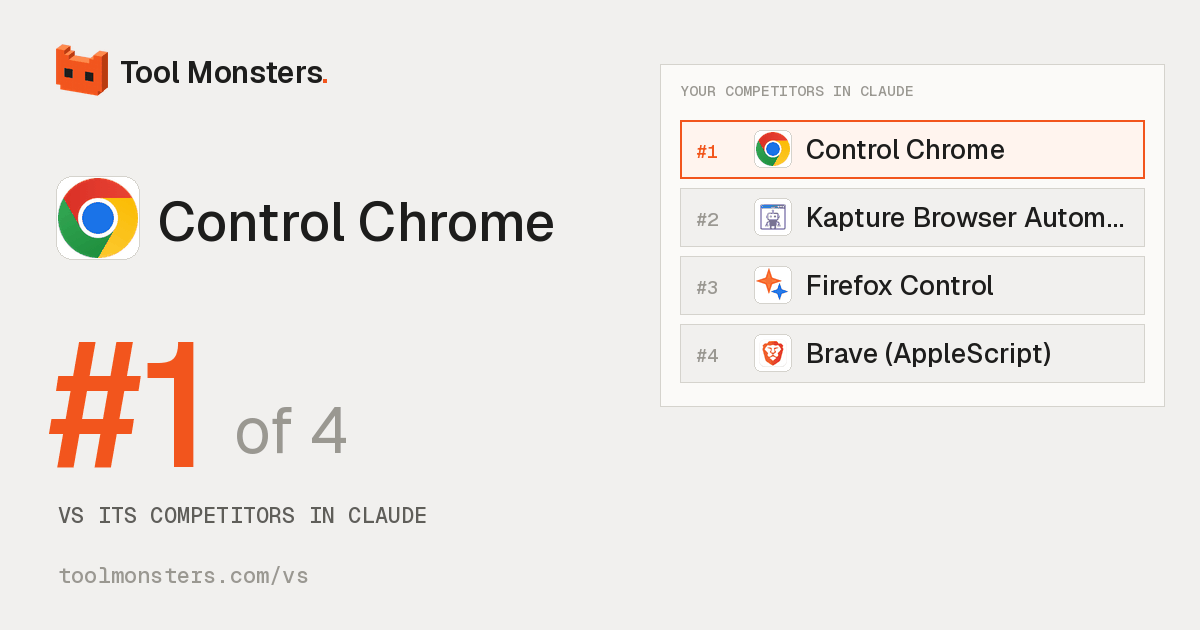 Tool Monsters.
Control Chrome
#1 of 4
VS ITS COMPETITORS IN CLAUDE
toolmonsters.com/vs
YOUR COMPETITORS IN CLAUDE
#1 Control Chrome
#2 Kapture Browser Autom...
#3 Firefox Control
#4 Brave (AppleScript)